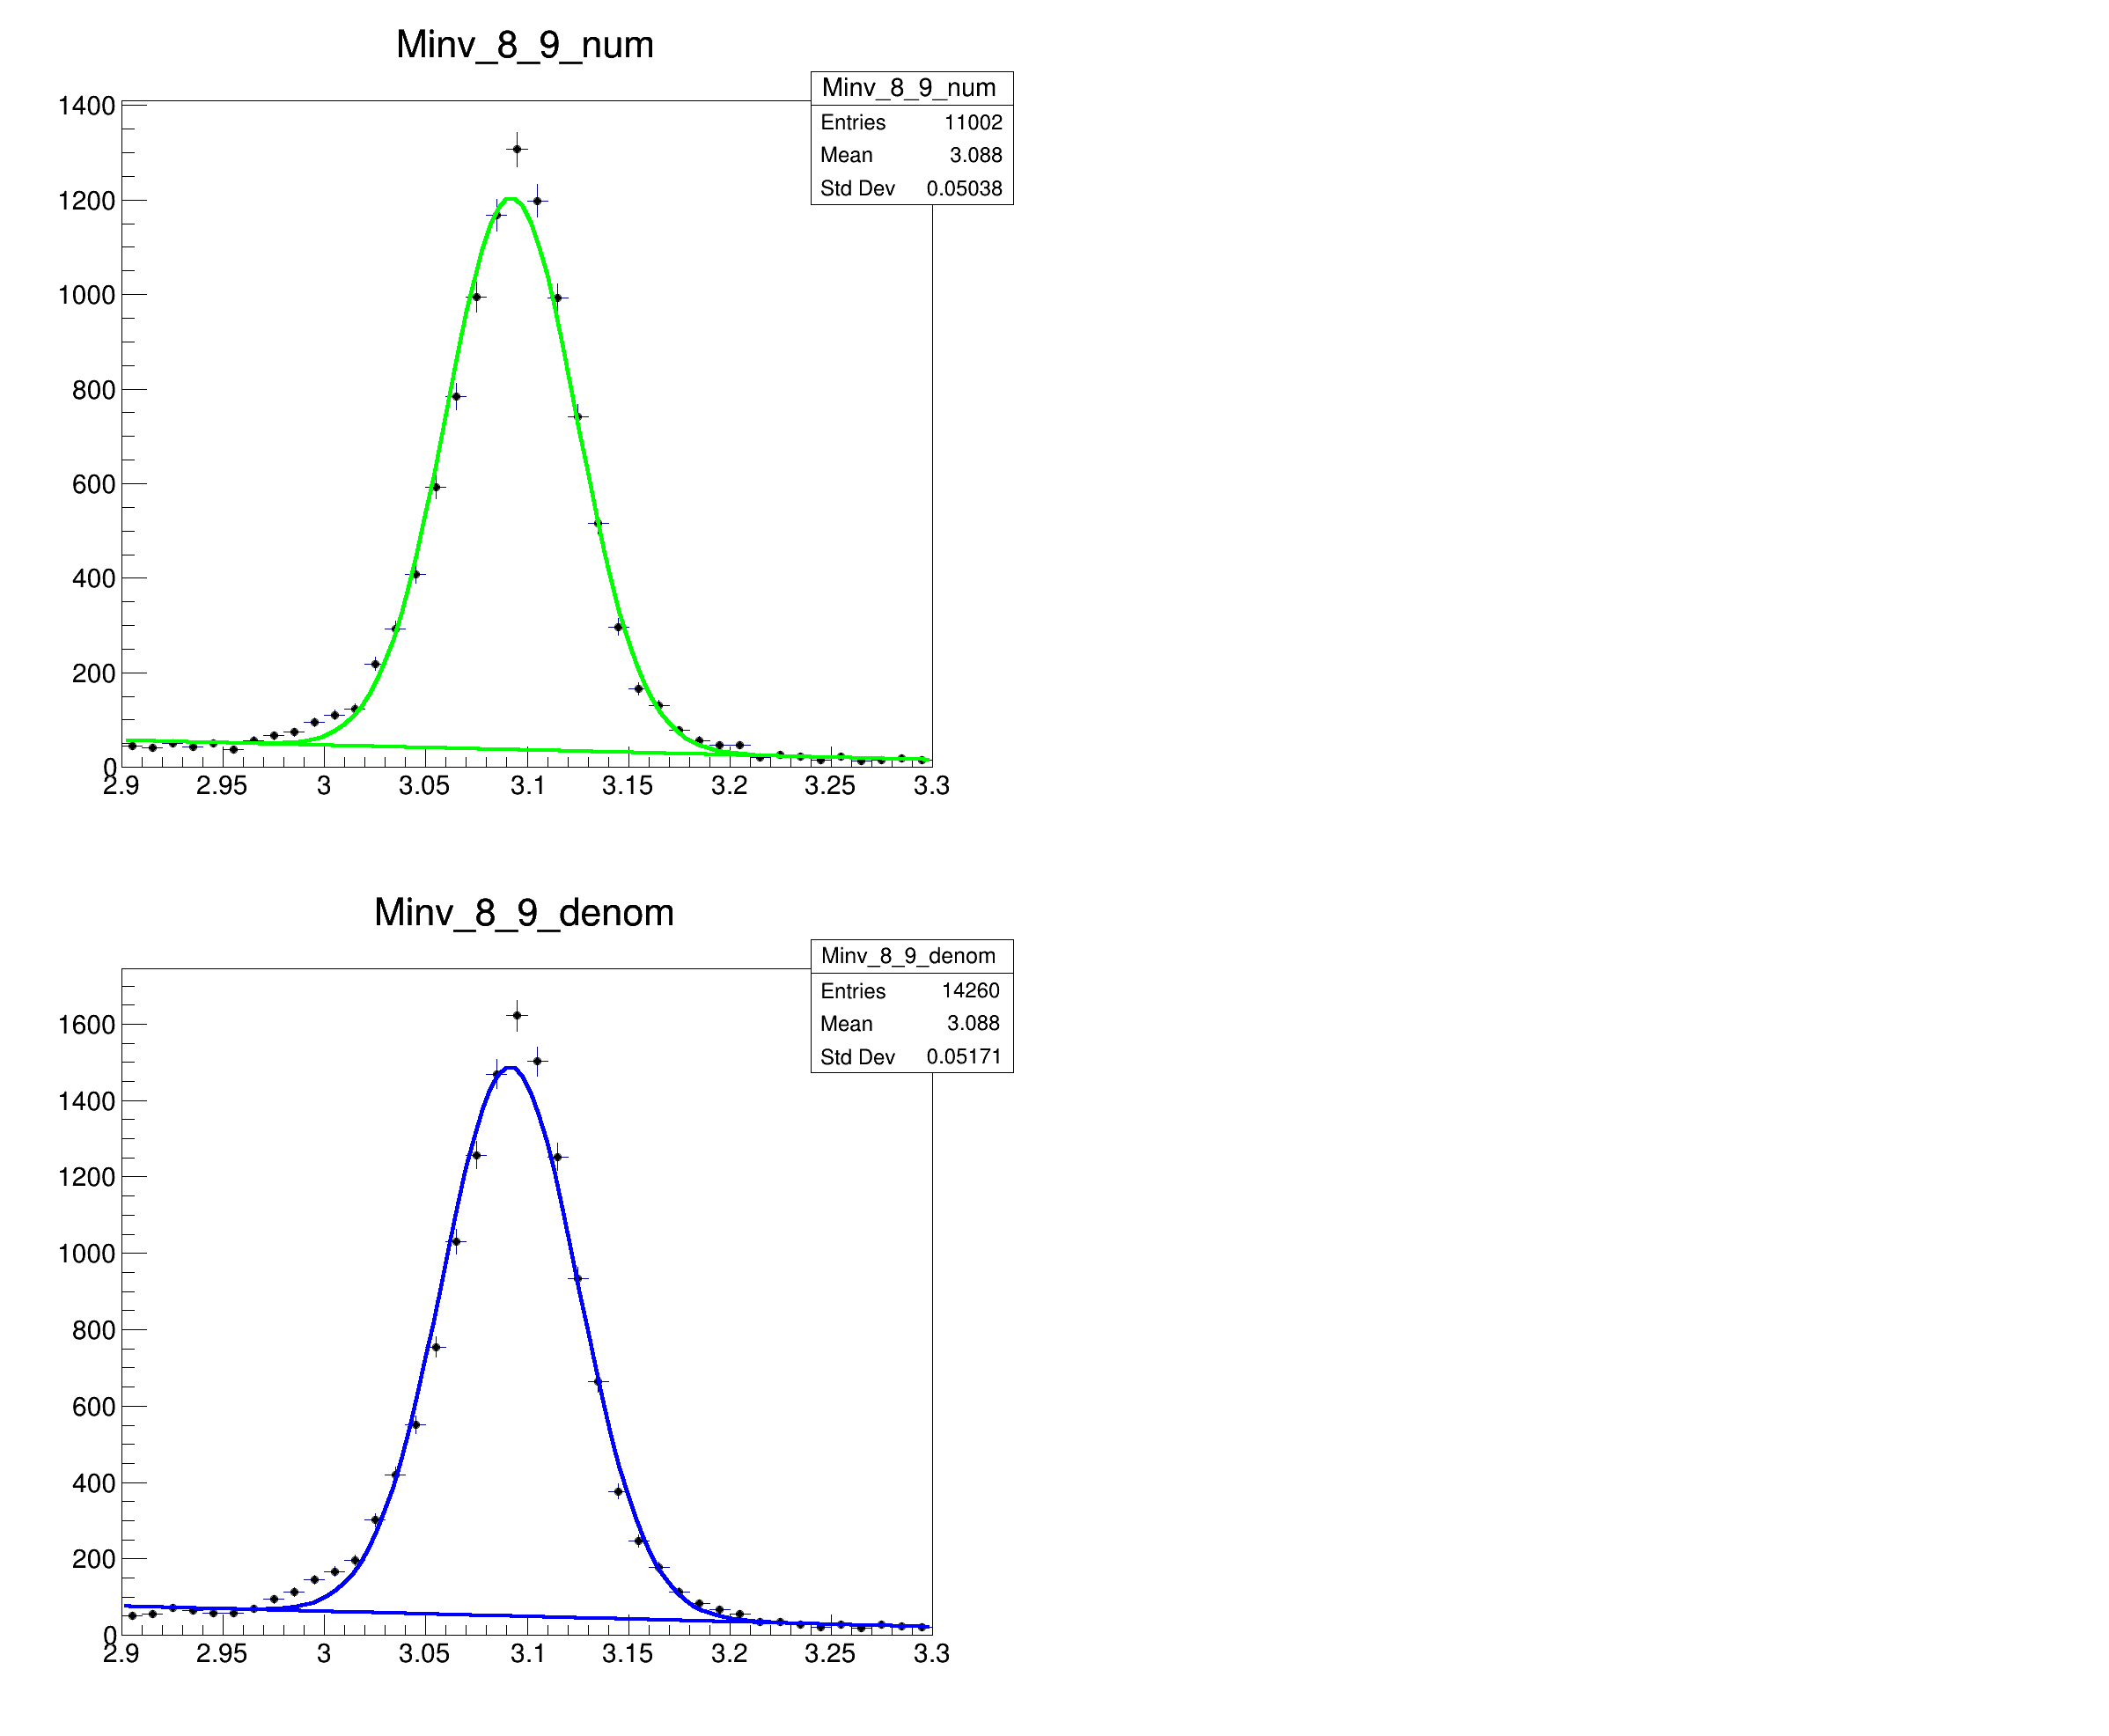 Minv_8_9_num
Minv_8_9_num
Entries 11002
Mean 3.088
Std Dev 0.05038
1400
1200
1000
800
600
400
200
0
2.9 2.95 3 3.05 3.1 3.15 3.2 3.25 3.3
Minv_8_9_denom
Minv_8_9_denom
Entries 14260
Mean 3.088
Std Dev 0.05171
1600
1400
1200
1000
800
600
400
200
0
2.9 2.95 3 3.05 3.1 3.15 3.2 3.25 3.3